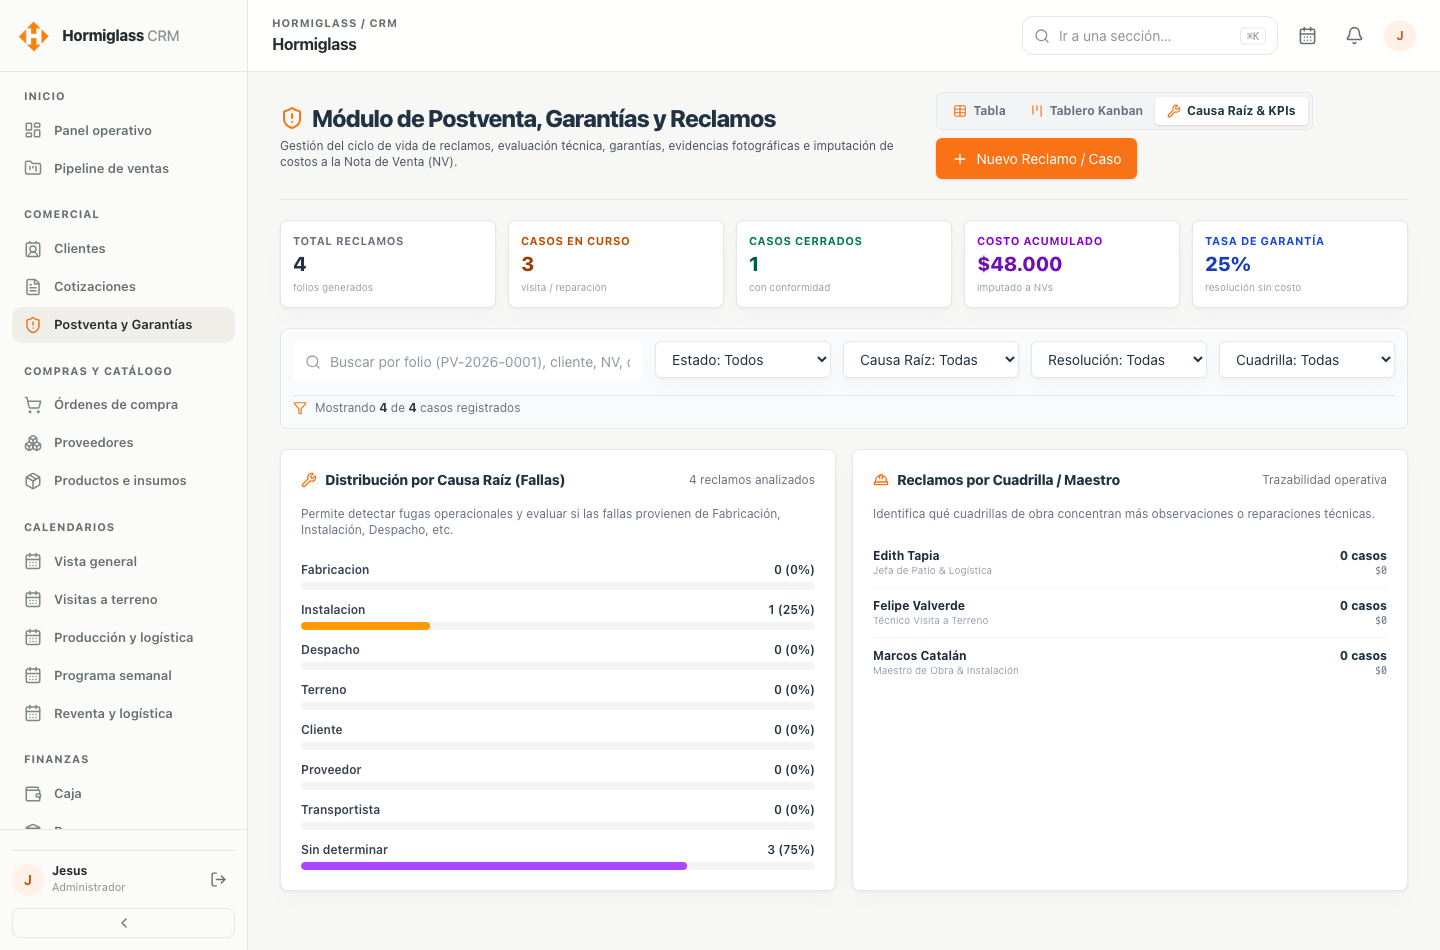 Hormiglass CRM
INICIO
Panel operativo
Pipeline de ventas
COMERCIAL
Clientes
Cotizaciones
Postventa y Garantías
COMPRAS Y CATÁLOGO
Órdenes de compra
Proveedores
Productos e insumos
CALENDARIOS
Vista general
Visitas a terreno
Producción y logística
Programa semanal
Reventa y logística
FINANZAS
Caja
J
Jesus
Administrador
HORMIGLASS / CRM
Hormiglass
Ir a una sección...
⌘K
J
Módulo de Postventa, Garantías y Reclamos
Gestión del ciclo de vida de reclamos, evaluación técnica, garantías, evidencias fotográficas e imputación de
costos a la Nota de Venta (NV).
Tabla
Tablero Kanban
Causa Raíz & KPIs
Nuevo Reclamo / Caso
TOTAL RECLAMOS
4
folios generados
CASOS EN CURSO
3
visita / reparación
CASOS CERRADOS
1
con conformidad
COSTO ACUMULADO
$48.000
imputado a NVs
TASA DE GARANTÍA
25%
resolución sin costo
Buscar por folio (PV-2026-0001), cliente, NV,
Estado: Todos
Causa Raíz: Todas
Resolución: Todas
Cuadrilla: Todas
Mostrando 4 de 4 casos registrados
Distribución por Causa Raíz (Fallas)
4 reclamos analizados
Permite detectar fugas operacionales y evaluar si las fallas provienen de Fabricación,
Instalación, Despacho, etc.
Fabricacion 0 (0%)
Instalacion 1 (25%)
Despacho 0 (0%)
Terreno 0 (0%)
Cliente 0 (0%)
Proveedor 0 (0%)
Transportista 0 (0%)
Sin determinar 3 (75%)
Reclamos por Cuadrilla / Maestro
Trazabilidad operativa
Identifica qué cuadrillas de obra concentran más observaciones o reparaciones técnicas.
Edith Tapia 0 casos
Jefa de Patio & Logística $0
Felipe Valverde 0 casos
Técnico Visita a Terreno $0
Marcos Catalán 0 casos
Maestro de Obra & Instalación $0